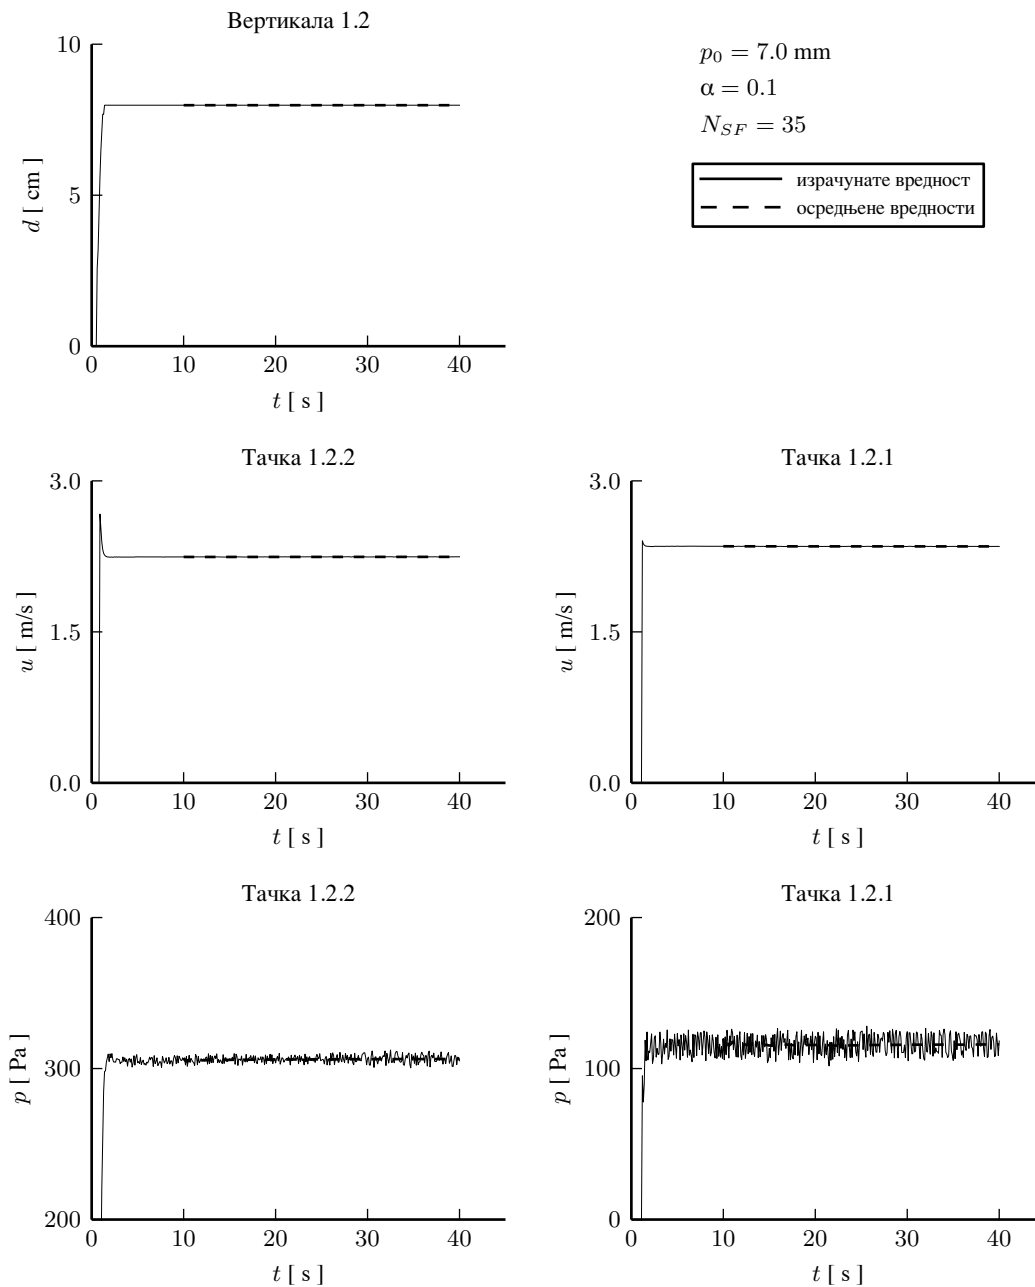 Вертикала 1.2
10
5
0
d [ cm ]
0 10 20 30 40
t [ s ]
p0 = 7.0 mm
α = 0.1
NSF = 35
израчунате вредност
осредњене вредности
Тачка 1.2.2
3.0
1.5
0.0
u [ m/s ]
0 10 20 30 40
t [ s ]
Тачка 1.2.1
3.0
1.5
0.0
u [ m/s ]
0 10 20 30 40
t [ s ]
Тачка 1.2.2
400
300
200
p [ Pa ]
0 10 20 30 40
t [ s ]
Тачка 1.2.1
200
100
0
p [ Pa ]
0 10 20 30 40
t [ s ]